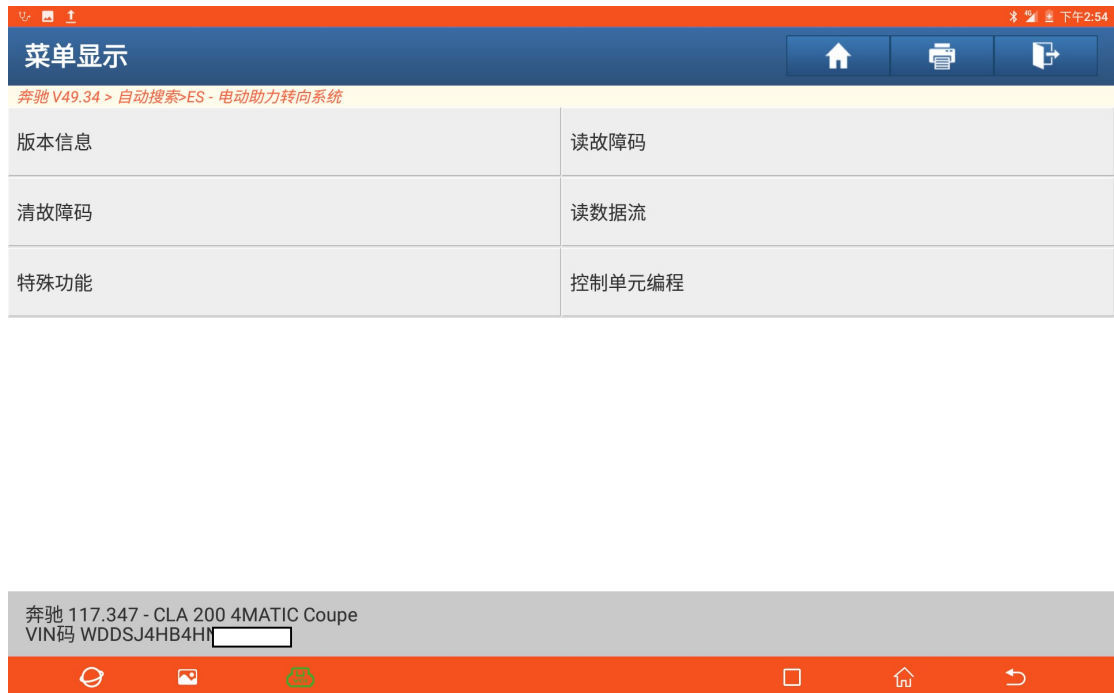 下午2:54
菜单显示
奔驰 V49.34 > 自动搜索>ES - 电动助力转向系统
版本信息
读故障码
清故障码
读数据流
特殊功能
控制单元编程
奔驰 117.347 - CLA 200 4MATIC Coupe
VIN码 WDDSJ4HB4H